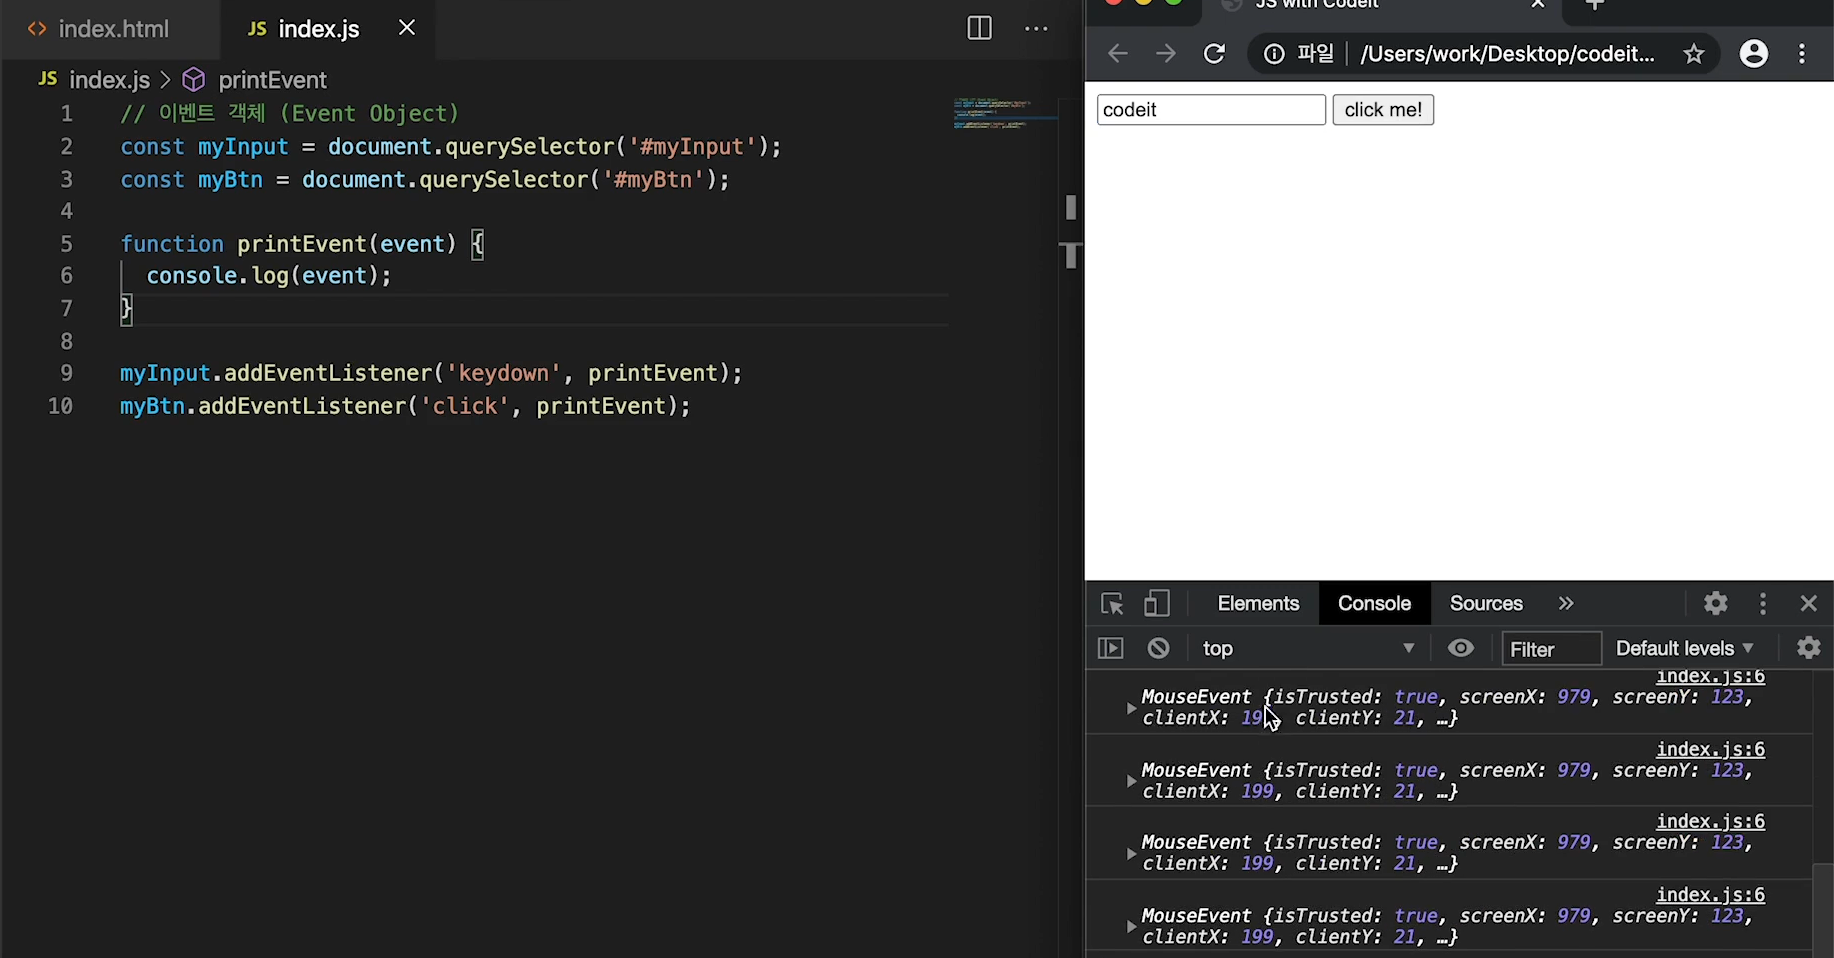 index.html
JS index.js
JS index.js > printEvent
1 // 이벤트 객체 (Event Object)
2 const myInput = document.querySelector('#myInput');
3 const myBtn = document.querySelector('#myBtn');
4
5 function printEvent(event) {
6 console.log(event);
7 }
8
9 myInput.addEventListener('keydown', printEvent);
10 myBtn.addEventListener('click', printEvent);
JS with Codeit
파일 /Users/work/Desktop/codeit...
codeit click me!
Elements Console Sources
top Filter Default levels
index.js:6
MouseEvent {isTrusted: true, screenX: 979, screenY: 123,
clientX: 19 clientY: 21, …}
index.js:6
MouseEvent {isTrusted: true, screenX: 979, screenY: 123,
clientX: 199, clientY: 21, …}
index.js:6
MouseEvent {isTrusted: true, screenX: 979, screenY: 123,
clientX: 199, clientY: 21, …}
index.js:6
MouseEvent {isTrusted: true, screenX: 979, screenY: 123,
clientX: 199, clientY: 21, …}